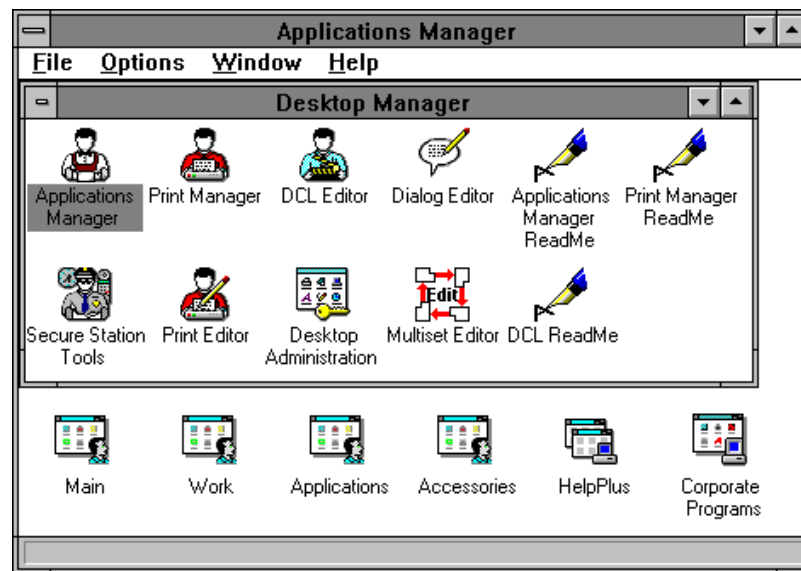 Applications Manager
File Options Window Help
Desktop Manager
Applications Manager
Print Manager
DCL Editor
Dialog Editor
Applications Manager ReadMe
Print Manager ReadMe
Secure Station Tools
Print Editor
Desktop Administration
Edit
Multiset Editor
DCL ReadMe
Main
Work
Applications
Accessories
HelpPlus
Corporate Programs